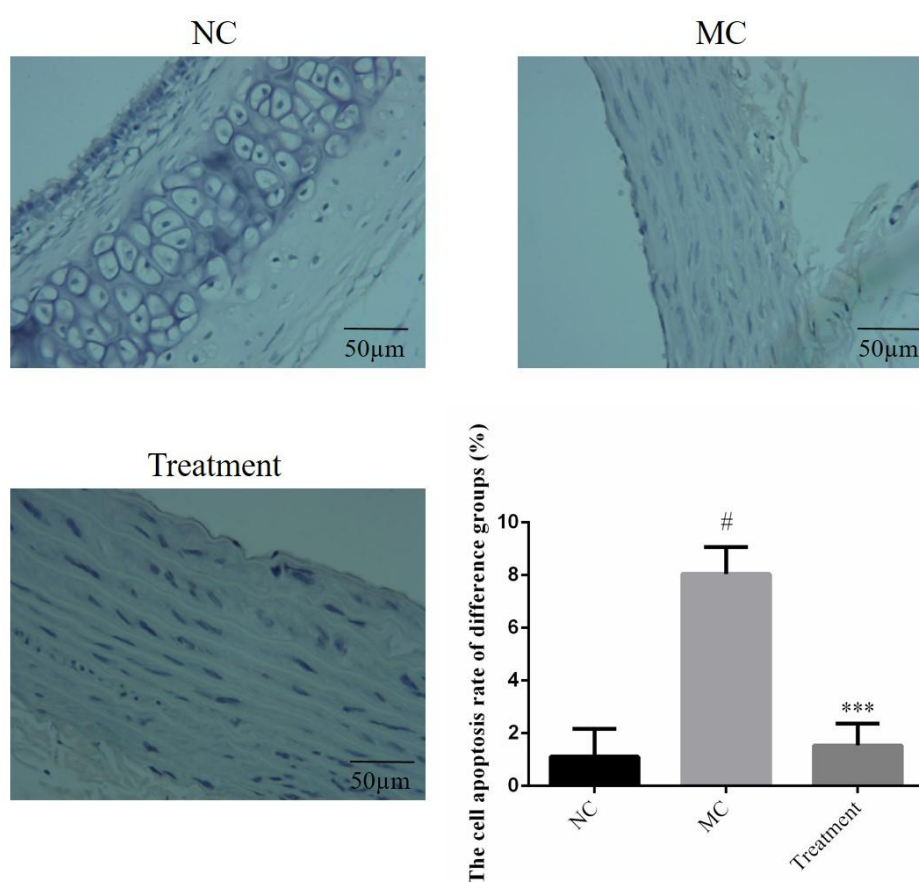 NC
MC
50µm
50µm
Treatment
50µm
The cell apoptosis rate of difference groups (%)
10
8
6
4
2
0
#
***
NC
MC
Treatment